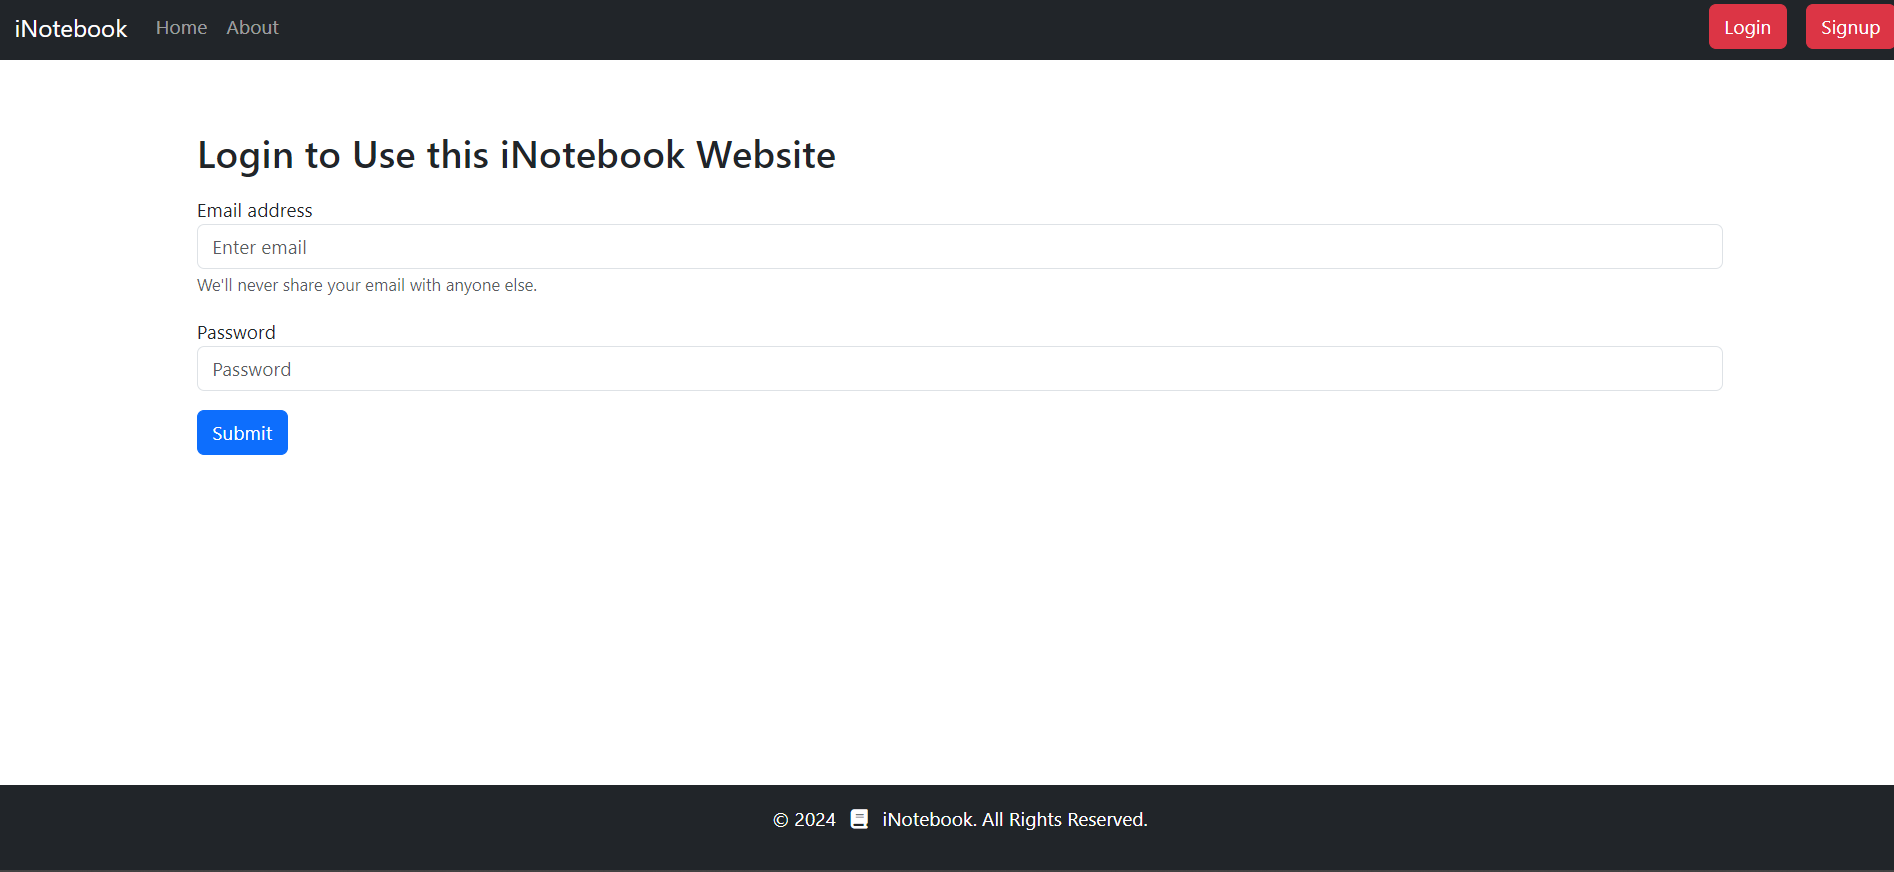 iNotebook Home About Login Signup
Login to Use this iNotebook Website
Email address
Enter email
We'll never share your email with anyone else.
Password
Password
Submit
© 2024 iNotebook. All Rights Reserved.